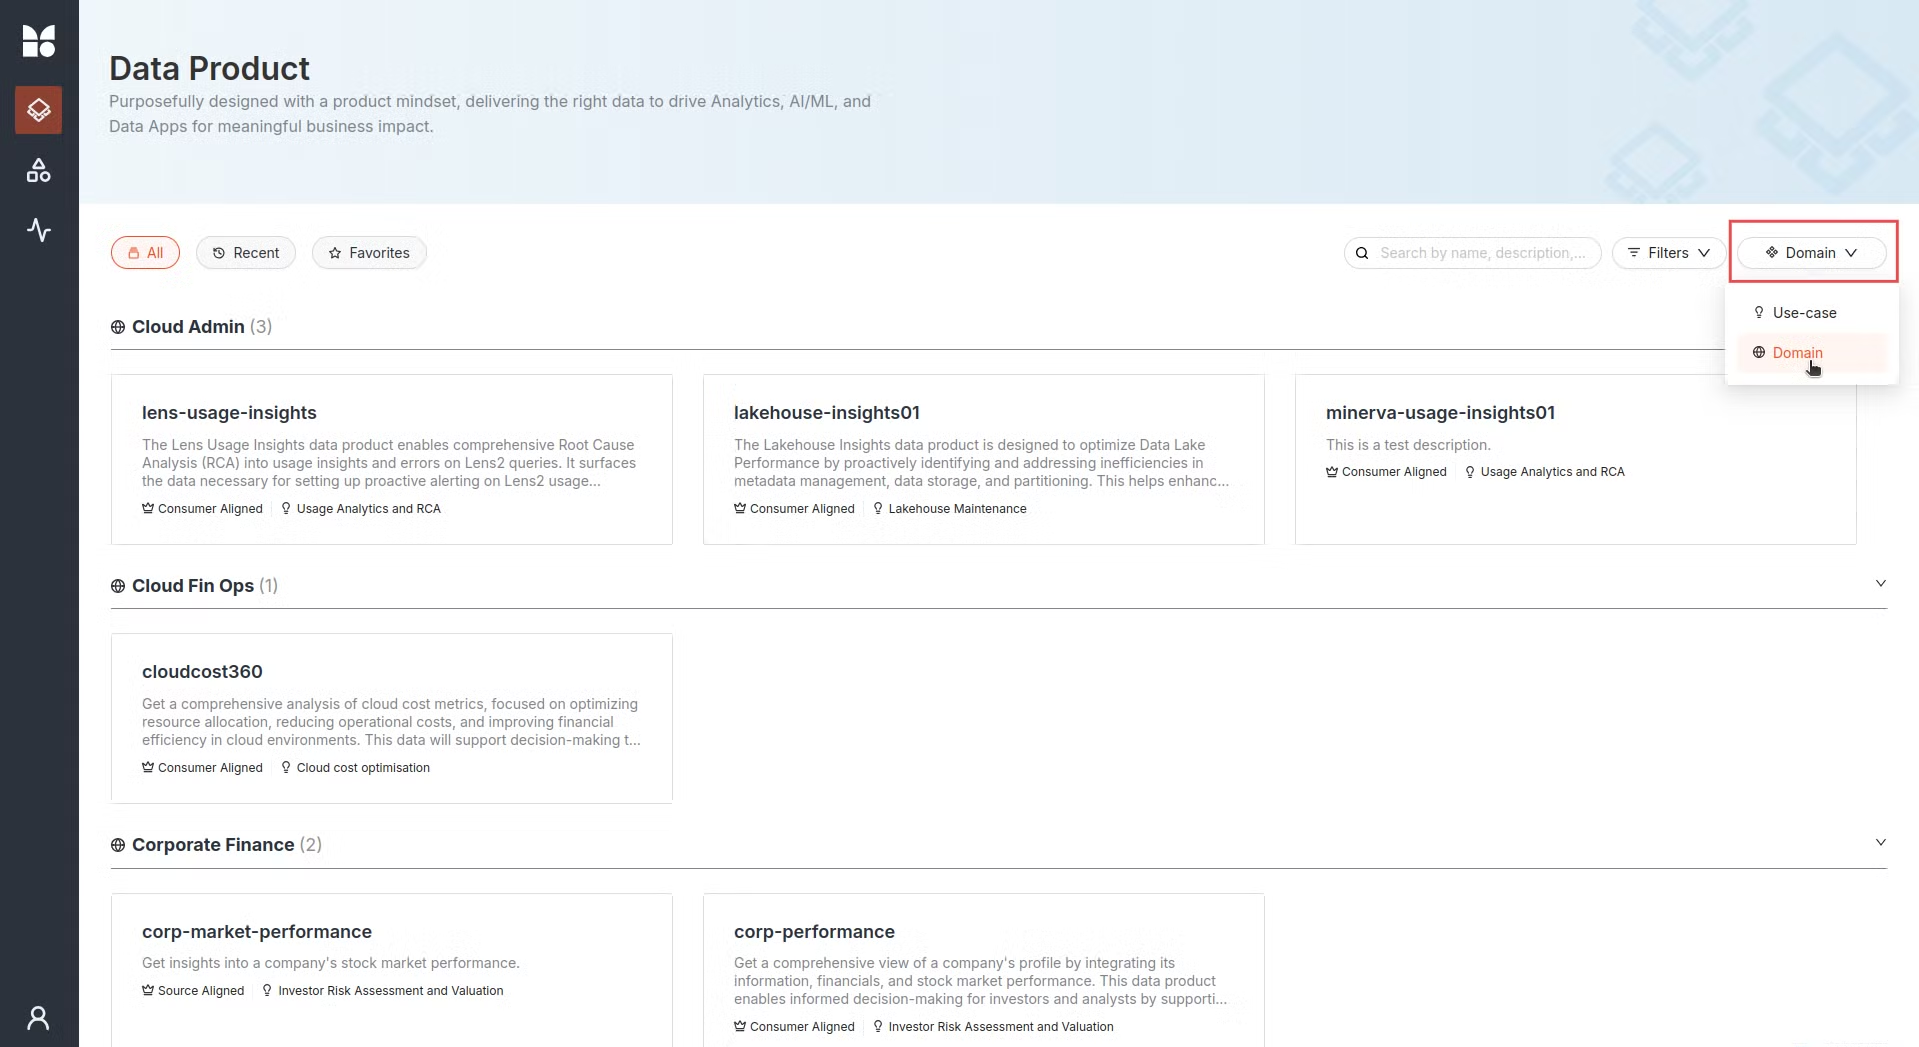 Data Product
Purposefully designed with a product mindset, delivering the right data to drive Analytics, AI/ML, and
Data Apps for meaningful business impact.
All
Recent
Favorites
Search by name, description,...
Filters
Domain
Use-case
Domain
Cloud Admin (3)
lens-usage-insights
The Lens Usage Insights data product enables comprehensive Root Cause
Analysis (RCA) into usage insights and errors on Lens2 queries. It surfaces
the data necessary for setting up proactive alerting on Lens2 usage...
Consumer Aligned
Usage Analytics and RCA
lakehouse-insights01
The Lakehouse Insights data product is designed to optimize Data Lake
Performance by proactively identifying and addressing inefficiencies in
metadata management, data storage, and partitioning. This helps enhanc...
Consumer Aligned
Lakehouse Maintenance
minerva-usage-insights01
This is a test description.
Consumer Aligned
Usage Analytics and RCA
Cloud Fin Ops (1)
cloudcost360
Get a comprehensive analysis of cloud cost metrics, focused on optimizing
resource allocation, reducing operational costs, and improving financial
efficiency in cloud environments. This data will support decision-making t...
Consumer Aligned
Cloud cost optimisation
Corporate Finance (2)
corp-market-performance
Get insights into a company's stock market performance.
Source Aligned
Investor Risk Assessment and Valuation
corp-performance
Get a comprehensive view of a company's profile by integrating its
information, financials, and stock market performance. This data product
enables informed decision-making for investors and analysts by supporti...
Consumer Aligned
Investor Risk Assessment and Valuation